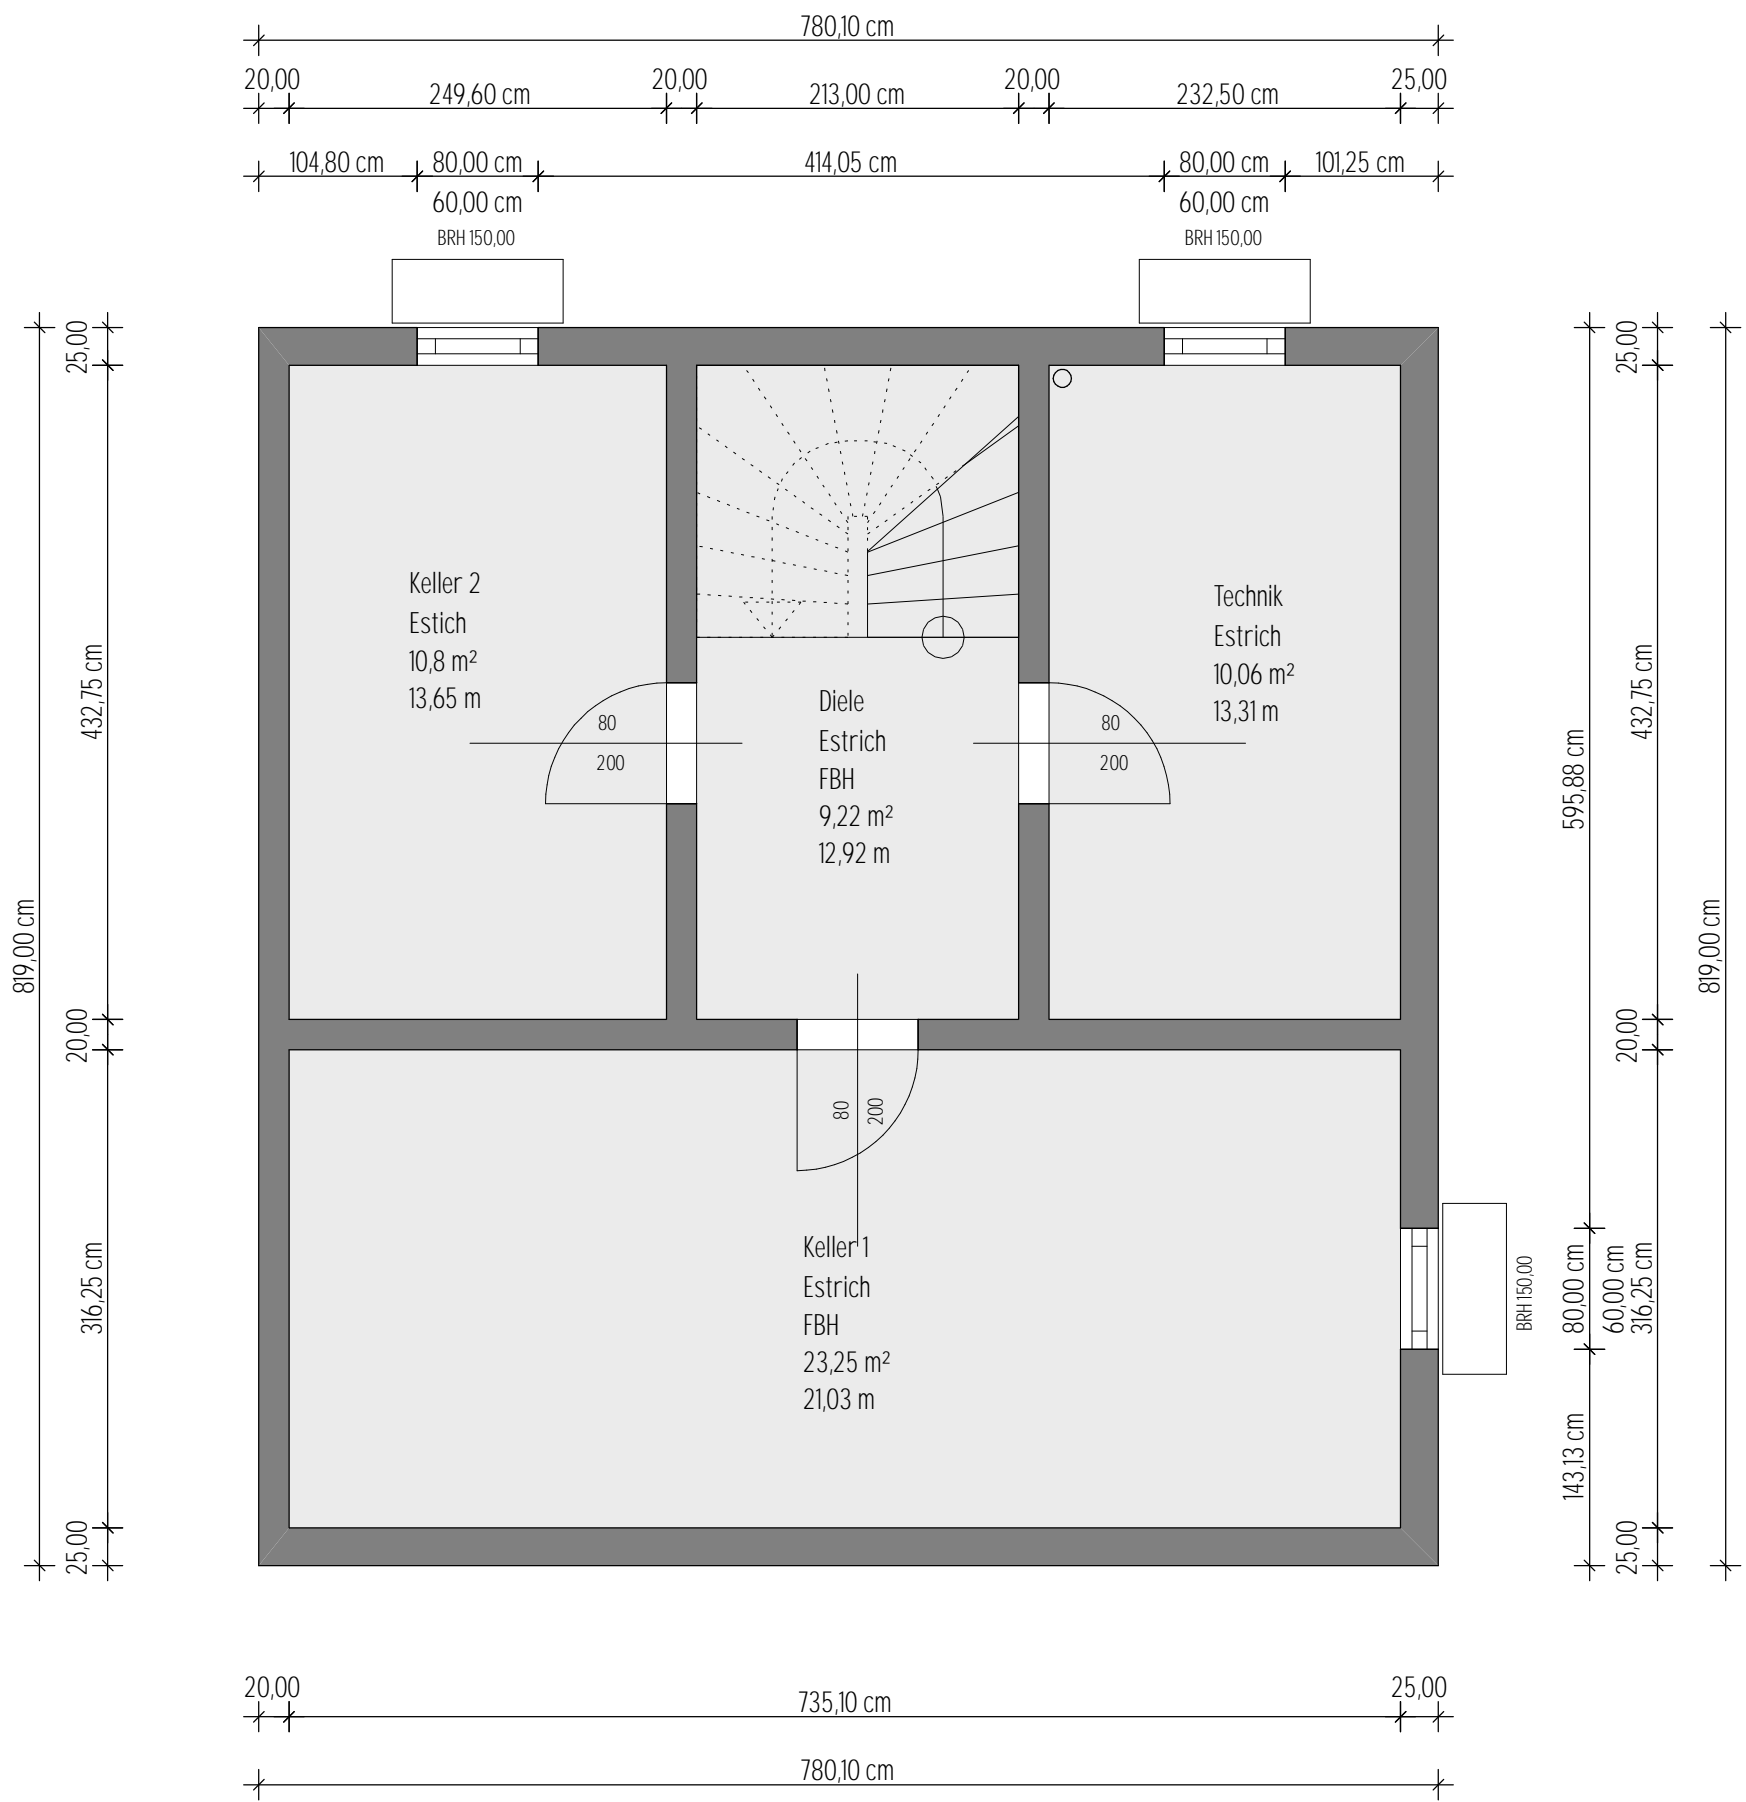 780,10 cm
20,00
249,60 cm
20,00
213,00 cm
20,00
232,50 cm
25,00
104,80 cm
80,00 cm
60,00 cm
414,05 cm
80,00 cm
60,00 cm
101,25 cm
BRH 150,00
BRH 150,00
819,00 cm
25,00
432,75 cm
20,00
316,25 cm
25,00
Keller 2
Estich
10,8 m²
13,65 m
80
200
Diele
Estrich
FBH
9,22 m²
12,92 m
Technik
Estrich
10,06 m²
13,31 m
80
200
80
200
Keller 1
Estrich
FBH
23,25 m²
21,03 m
BRH 150,00
595,88 cm
80,00 cm
60,00 cm
143,13 cm
25,00
432,75 cm
20,00
316,25 cm
25,00
819,00 cm
20,00
735,10 cm
25,00
780,10 cm